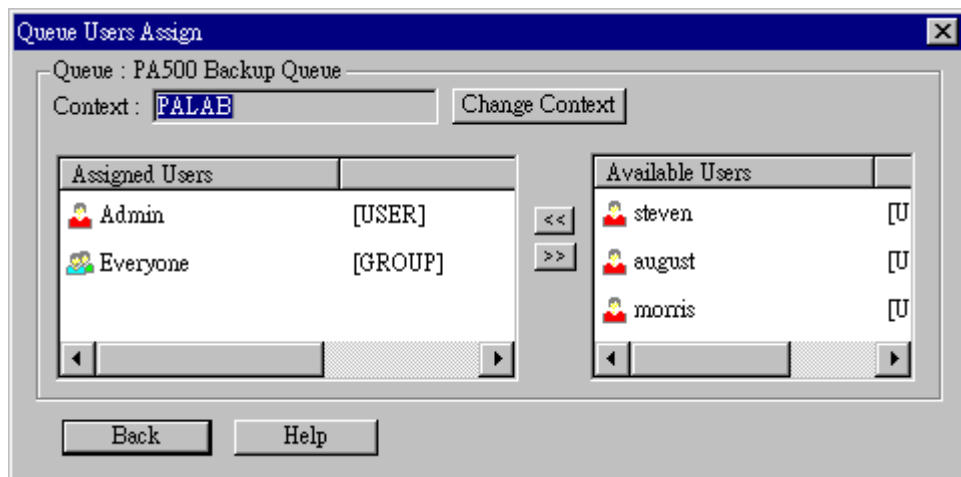 Queue Users Assign
Queue : PA500 Backup Queue
Context : PALAB Change Context
Assigned Users
Admin [USER]
Everyone [GROUP]
<<
>>
Available Users
steven [U
august [U
morris [U
Back Help